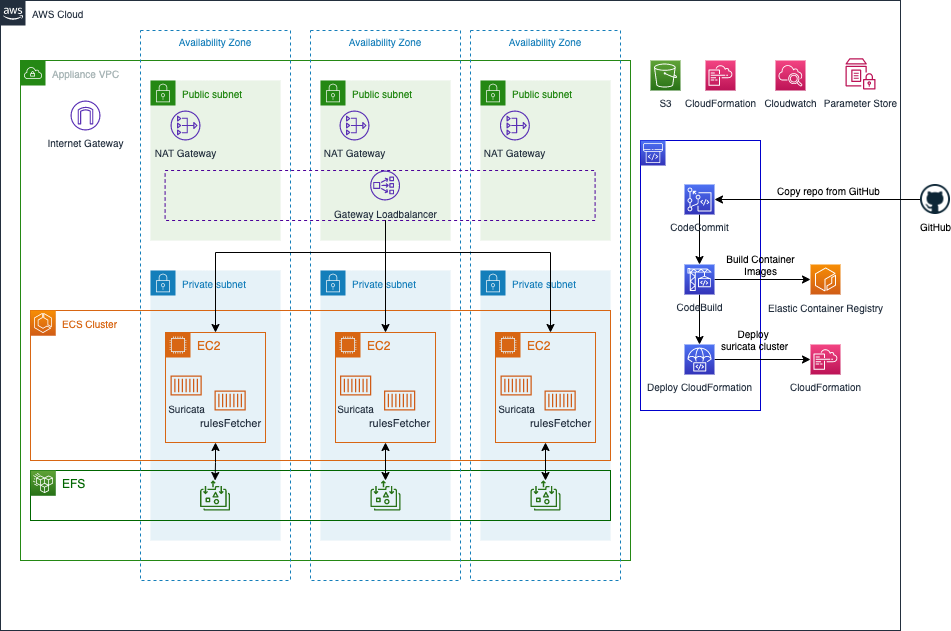 aws
AWS Cloud
Availability Zone
Availability Zone
Availability Zone
Appliance VPC
Public subnet
Public subnet
Public subnet
S3
CloudFormation
Cloudwatch
Parameter Store
Internet Gateway
NAT Gateway
NAT Gateway
NAT Gateway
Gateway Loadbalancer
Copy repo from GitHub
GitHub
CodeCommit
Build Container
Images
CodeBuild
Elastic Container Registry
Private subnet
Private subnet
Private subnet
ECS Cluster
EC2
EC2
EC2
Deploy
suricata cluster
Deploy CloudFormation
CloudFormation
Suricata
rulesFetcher
Suricata
rulesFetcher
Suricata
rulesFetcher
EFS